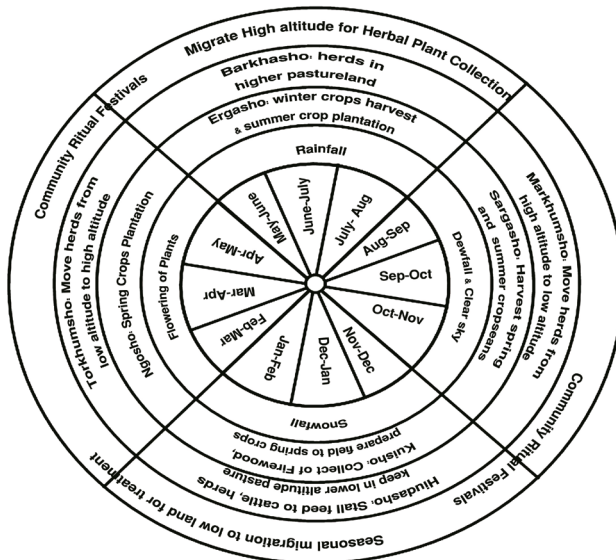 Migrate High altitude for Herbal Plant Collection
Barkhasho: herds in
higher pastureland
Ergasho: winter crops harvest
& summer crop plantation
Rainfall
Community Ritual Festivals
Markhumsho: Move herds from
high altitude to low altitude
Sargasho: Harvest spring
and summer cropseans
Dewfall & Clear sky
Community Ritual Festivals
Seasonal migration to low land for treatment
Hiudasho: Stall feed to cattle, herds
keep in lower altitude pasture
Kuisho: Collect of Firewood,
prepare field to spring crops
Snowfall
Torkhumsho: Move herds from
low altitude to high altitude
Ngosho: Spring Crops Plantation
Flowering of Plants
May-June
June-July
July- Aug
Aug-Sep
Sep-Oct
Oct-Nov
Nov-Dec
Dec-Jan
Jan-Feb
Feb-Mar
Mar-Apr
Apr-May